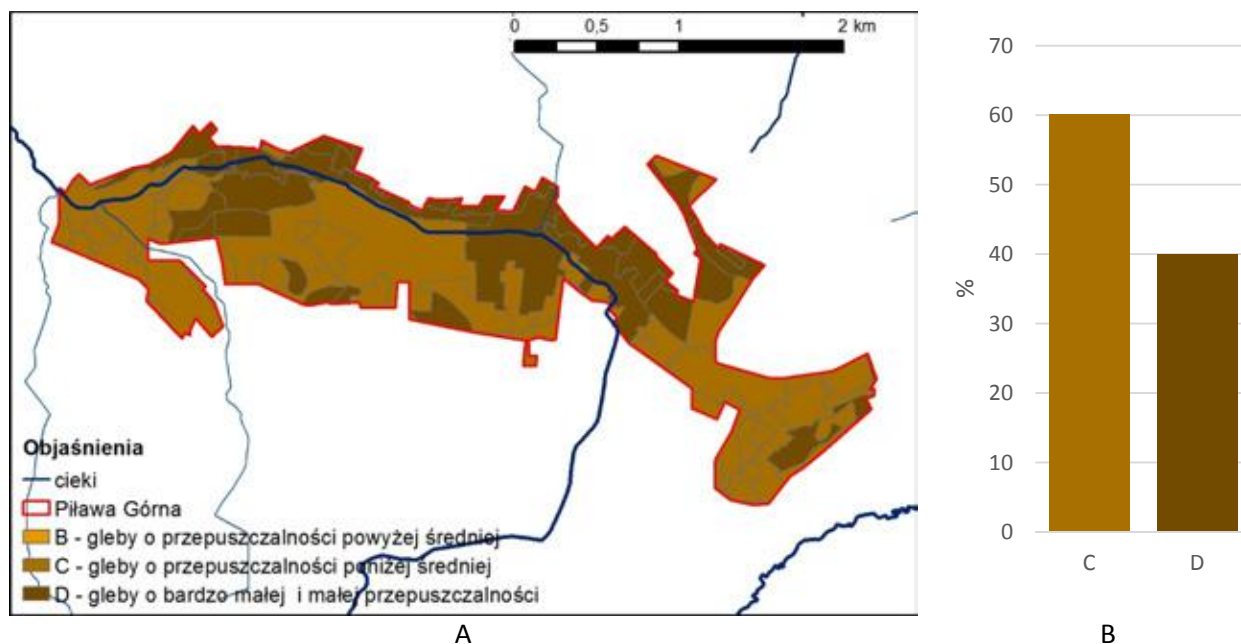 0 0,5 1 2 km
Objaśnienia
cieki
Piława Górna
B - gleby o przepuszczalności powyżej średniej
C - gleby o przepuszczalności poniżej średniej
D - gleby o bardzo małej i małej przepuszczalności
A
70
60
50
40
30
20
10
0
%
C D
B